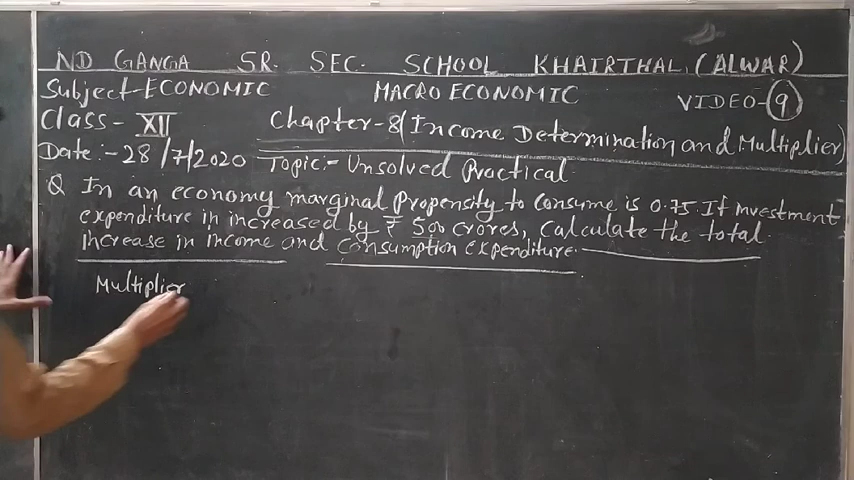 ND GANGA SR. SEC. SCHOOL KHAIRTHAL (ALWAR)
Subject-ECONOMIC MACRO ECONOMIC VIDEO-9
Class-XII Chapter-8(Income Determination and Multiplier)
Date:-28/7/2020 Topic:- Unsolved Practical
Q In an economy marginal Propensity to Consume is 0.75. If nvestment
expenditure in increased by ₹ 500 crores, Calculate the total
increase in income and Consumption expenditure.
Multiplier